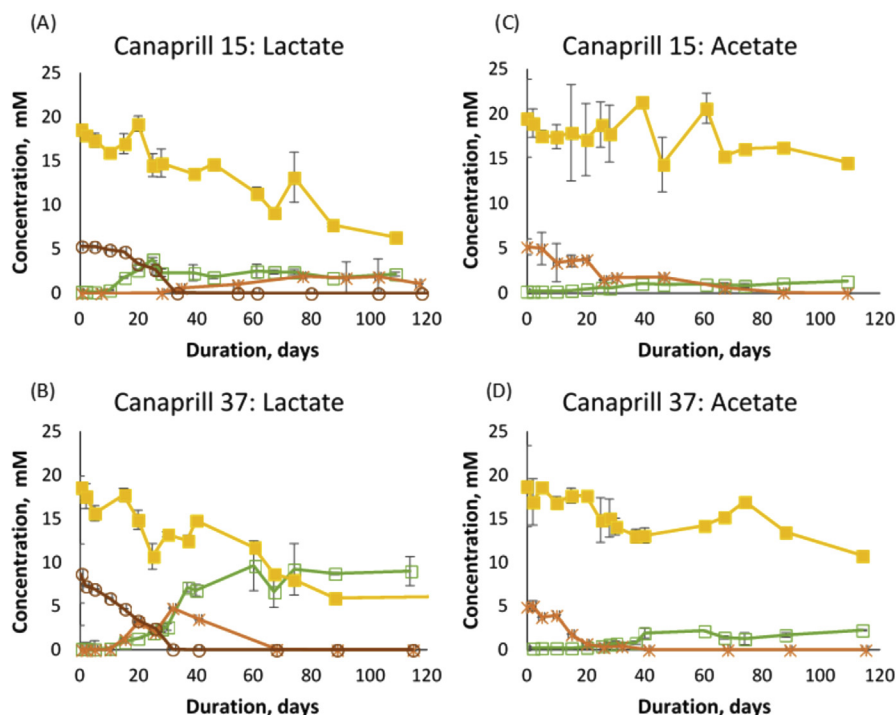 (A)
Canaprill 15: Lactate
Concentration, mM
25
20
15
10
5
0
0 20 40 60 80 100 120
Duration, days
(C)
Canaprill 15: Acetate
Concentration, mM
25
20
15
10
5
0
0 20 40 60 80 100 120
Duration, days
(B)
Canaprill 37: Lactate
Concentration, mM
25
20
15
10
5
0
0 20 40 60 80 100 120
Duration, days
(D)
Canaprill 37: Acetate
Concentration, mM
25
20
15
10
5
0
0 20 40 60 80 100 120
Duration, days